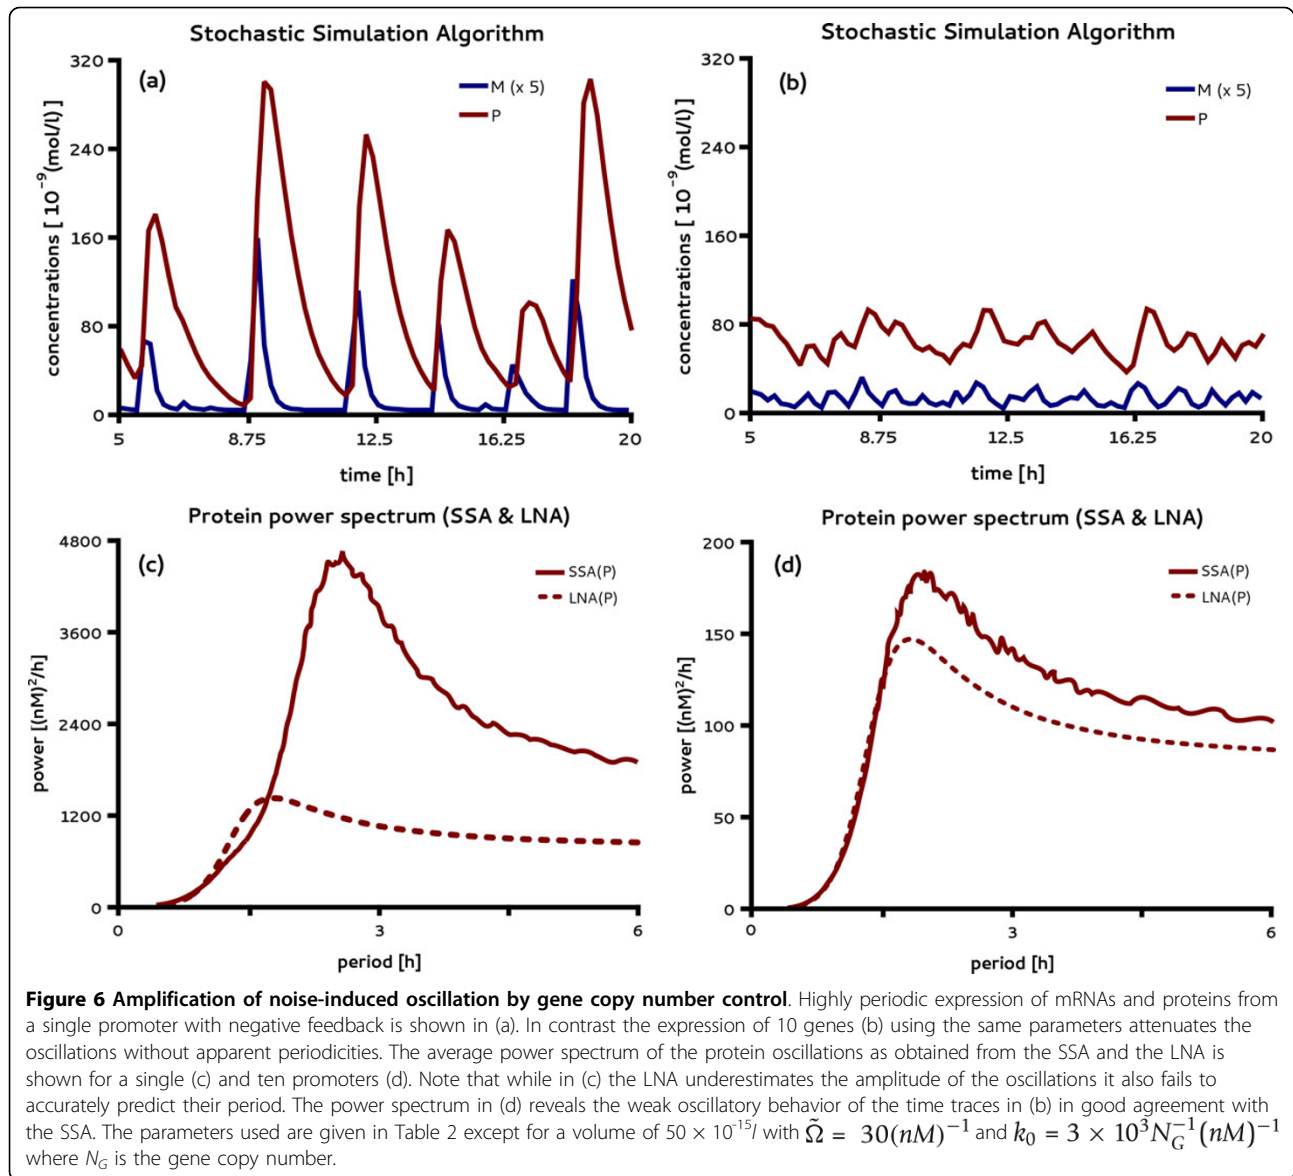 Stochastic Simulation Algorithm
(a)
M (x 5)
P
concentrations [ 10⁻⁹(mol/l)]
320
240
160
80
0
5
8.75
12.5
16.25
20
time [h]
Stochastic Simulation Algorithm
(b)
M (x 5)
P
concentrations [ 10⁻⁹(mol/l)]
320
240
160
80
0
5
8.75
12.5
16.25
20
time [h]
Protein power spectrum (SSA & LNA)
(c)
SSA(P)
LNA(P)
power [(nM)²/h]
4800
3600
2400
1200
0
0
3
6
period [h]
Protein power spectrum (SSA & LNA)
(d)
SSA(P)
LNA(P)
power [(nM)²/h]
200
150
100
50
0
0
3
6
period [h]
Figure 6 Amplification of noise-induced oscillation by gene copy number control. Highly periodic expression of mRNAs and proteins from
a single promoter with negative feedback is shown in (a). In contrast the expression of 10 genes (b) using the same parameters attenuates the
oscillations without apparent periodicities. The average power spectrum of the protein oscillations as obtained from the SSA and the LNA is
shown for a single (c) and ten promoters (d). Note that while in (c) the LNA underestimates the amplitude of the oscillations it also fails to
accurately predict their period. The power spectrum in (d) reveals the weak oscillatory behavior of the time traces in (b) in good agreement with
the SSA. The parameters used are given in Table 2 except for a volume of 50 × 10⁻¹⁵l with Ω̃ = 30(nM)⁻¹ and k₀ = 3 × 10³N_G⁻¹(nM)⁻¹
where N_G is the gene copy number.